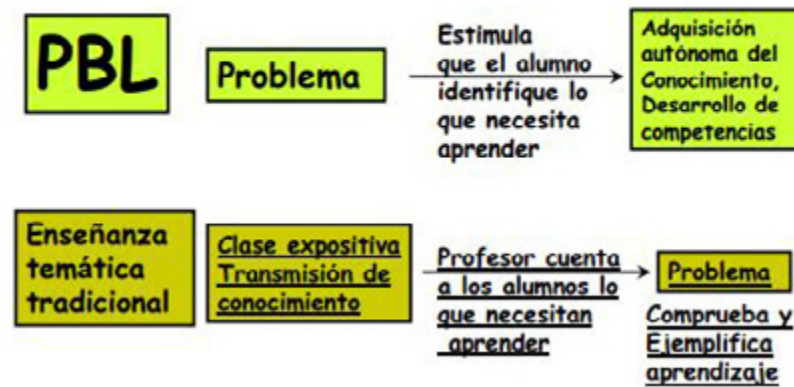 PBL
Problema
Estimula
que el alumno
identifique lo
que necesita
aprender
Adquisición
autónoma del
Conocimiento,
Desarrollo de
competencias
Enseñanza
temática
tradicional
Clase expositiva
Transmisión de
conocimiento
Profesor cuenta
a los alumnos lo
que necesitan
aprender
Problema
Comprueba y
Ejemplifica
aprendizaje